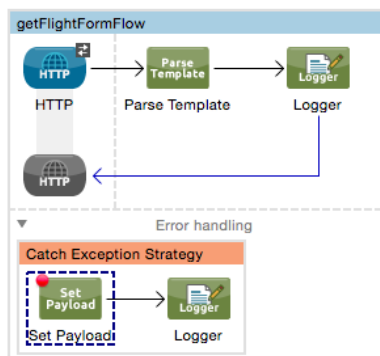 getFlightFormFlow
HTTP
Parse
Template
Logger
HTTP
Parse Template
Logger
HTTP
Error handling
Catch Exception Strategy
Set
Payload
Logger
Set Payload
Logger